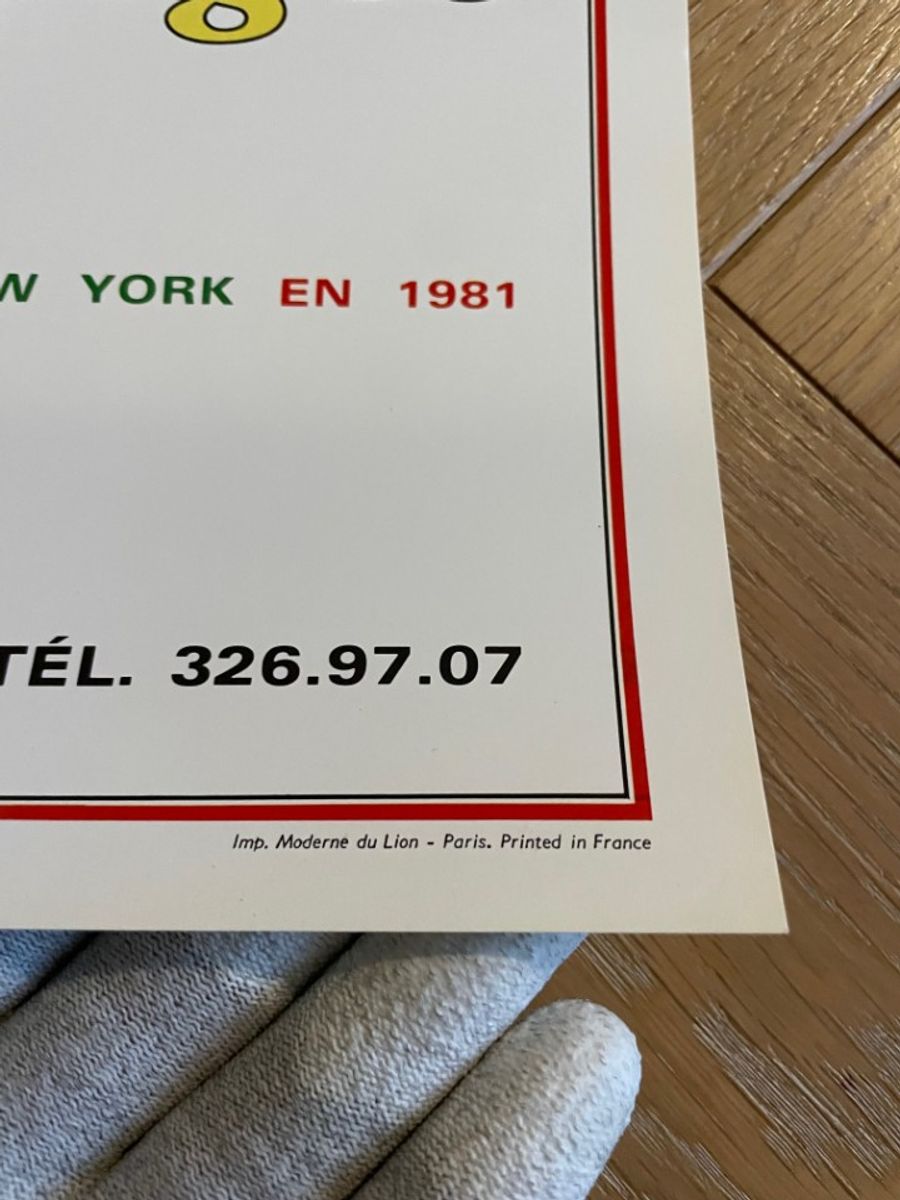 W YORK EN 1981
TÉL. 326.97.07
Imp. Moderne du Lion - Paris. Printed in France